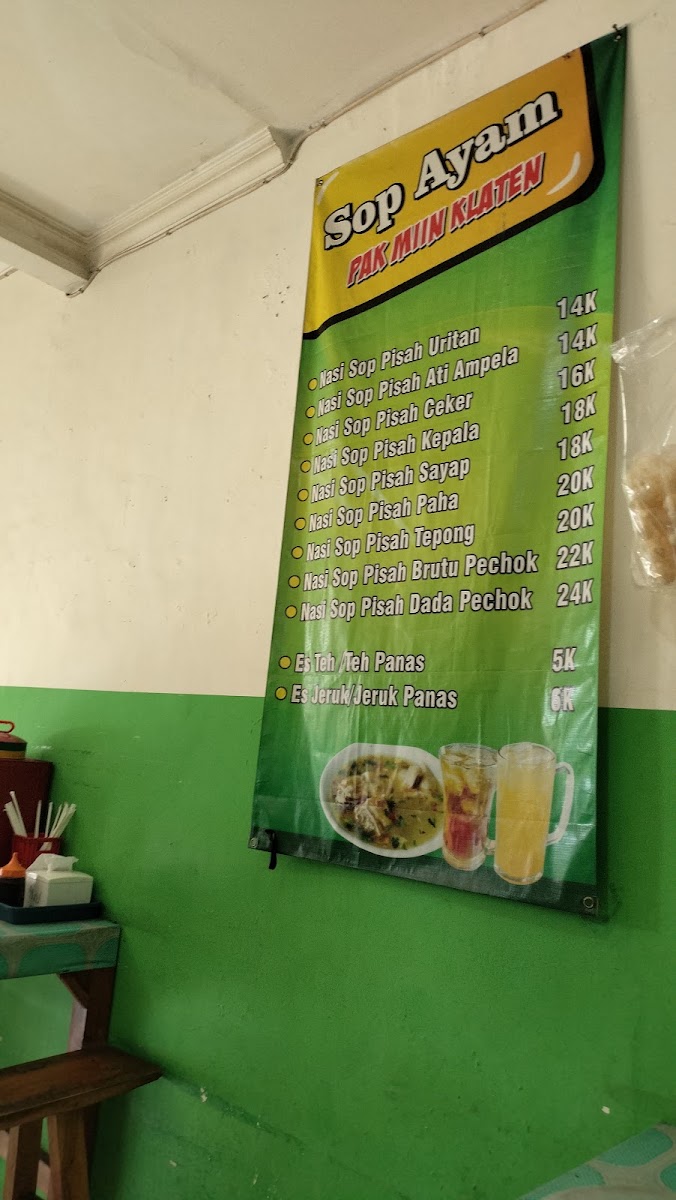 Sop Ayam
PAK MIIN KLATEN
Nasi Sop Pisah Uritan 14K
Nasi Sop Pisah Ati Ampela 14K
Nasi Sop Pisah Ceker 16K
Nasi Sop Pisah Kepala 18K
Nasi Sop Pisah Sayap 18K
Nasi Sop Pisah Paha 20K
Nasi Sop Pisah Tepong 20K
Nasi Sop Pisah Brutu Pechok 22K
Nasi Sop Pisah Dada Pechok 24K
Es Teh /Teh Panas 5K
Es Jeruk/Jeruk Panas 6K